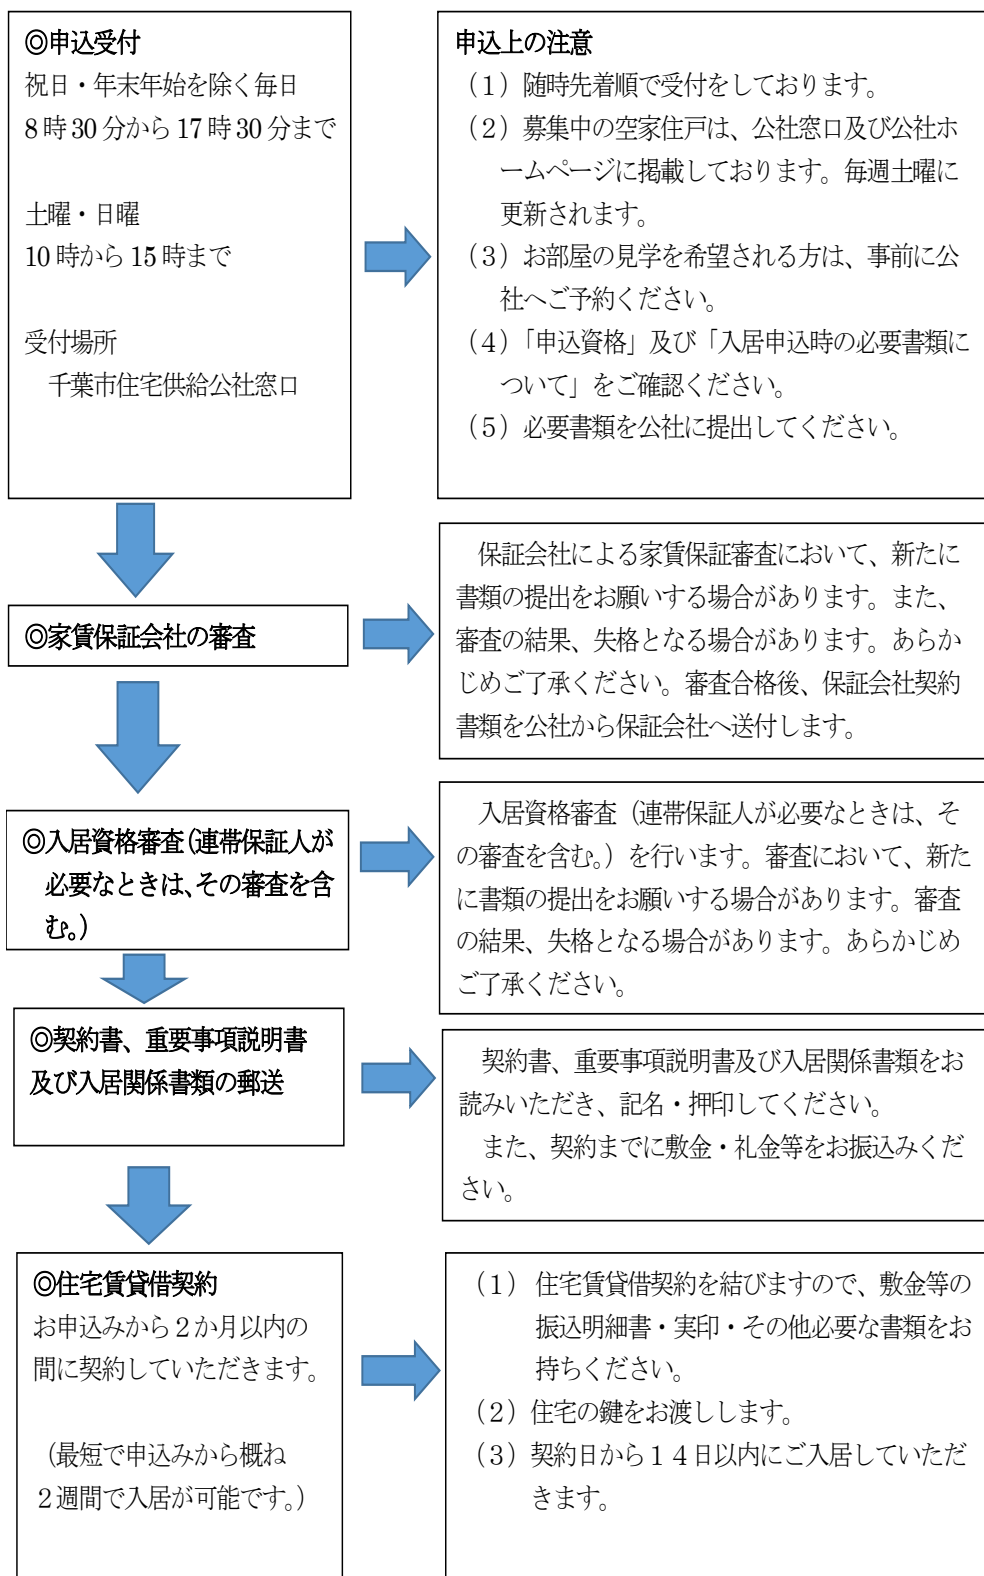 ◎申込受付
祝日・年末年始を除く毎日
8時30分から17時30分まで
土曜・日曜
10時から15時まで
受付場所
千葉市住宅供給公社窓口
申込上の注意
（１）随時先着順で受付をしております。
（２）募集中の空家住戸は、公社窓口及び公社ホ
ームページに掲載しております。毎週土曜に
更新されます。
（３）お部屋の見学を希望される方は、事前に公
社へご予約ください。
（４）「申込資格」及び「入居申込時の必要書類に
ついて」をご確認ください。
（５）必要書類を公社に提出してください。
◎家賃保証会社の審査
保証会社による家賃保証審査において、新たに
書類の提出をお願いする場合があります。また、
審査の結果、失格となる場合があります。あらか
じめご了承ください。審査合格後、保証会社契約
書類を公社から保証会社へ送付します。
◎入居資格審査（連帯保証人が
必要なときは、その審査を含
む。）
入居資格審査（連帯保証人が必要なときは、そ
の審査を含む。）を行います。審査において、新た
に書類の提出をお願いする場合があります。審査
の結果、失格となる場合があります。あらかじめ
ご了承ください。
◎契約書、重要事項説明書
及び入居関係書類の郵送
契約書、重要事項説明書及び入居関係書類をお
読みいただき、記名・押印してください。
また、契約までに敷金・礼金等をお振込みくだ
さい。
◎住宅賃貸借契約
お申込みから２か月以内の
間に契約していただきます。
（最短で申込みから概ね
２週間で入居が可能です。）
（１）住宅賃貸借契約を結びますので、敷金等の
振込明細書・実印・その他必要な書類をお
持ちください。
（２）住宅の鍵をお渡しします。
（３）契約日から１４日以内にご入居していただ
きます。